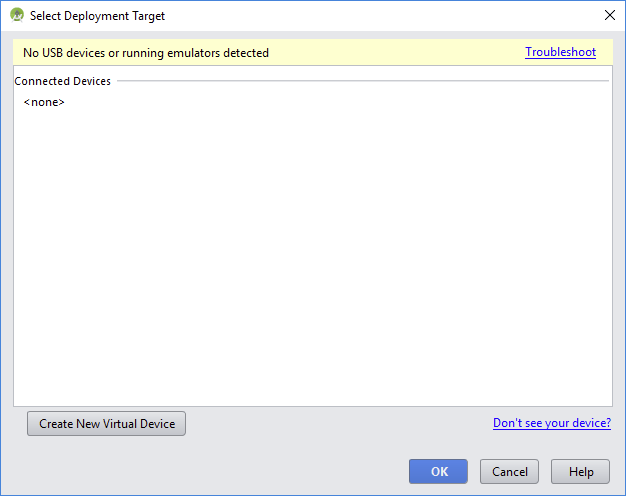 Select Deployment Target
No USB devices or running emulators detected Troubleshoot
Connected Devices
<none>
Create New Virtual Device Don't see your device?
OK Cancel Help